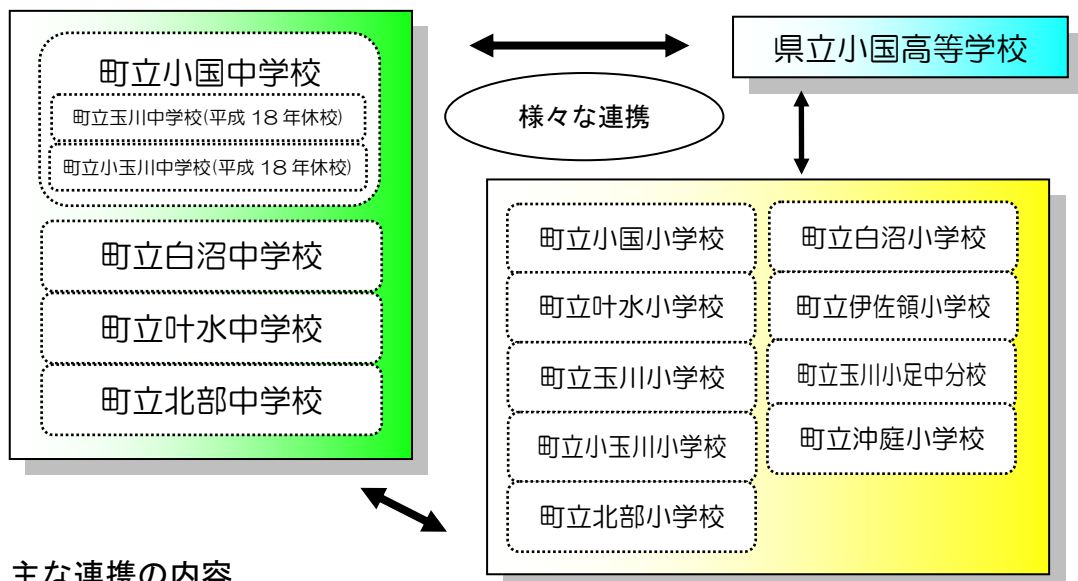 町立小国中学校
町立玉川中学校(平成 18 年休校)
町立小玉川中学校(平成 18 年休校)
町立白沼中学校
町立叶水中学校
町立北部中学校
様々な連携
県立小国高等学校
町立小国小学校
町立叶水小学校
町立玉川小学校
町立小玉川小学校
町立北部小学校
町立白沼小学校
町立伊佐領小学校
町立玉川小足中分校
町立沖庭小学校
主な連携の内容